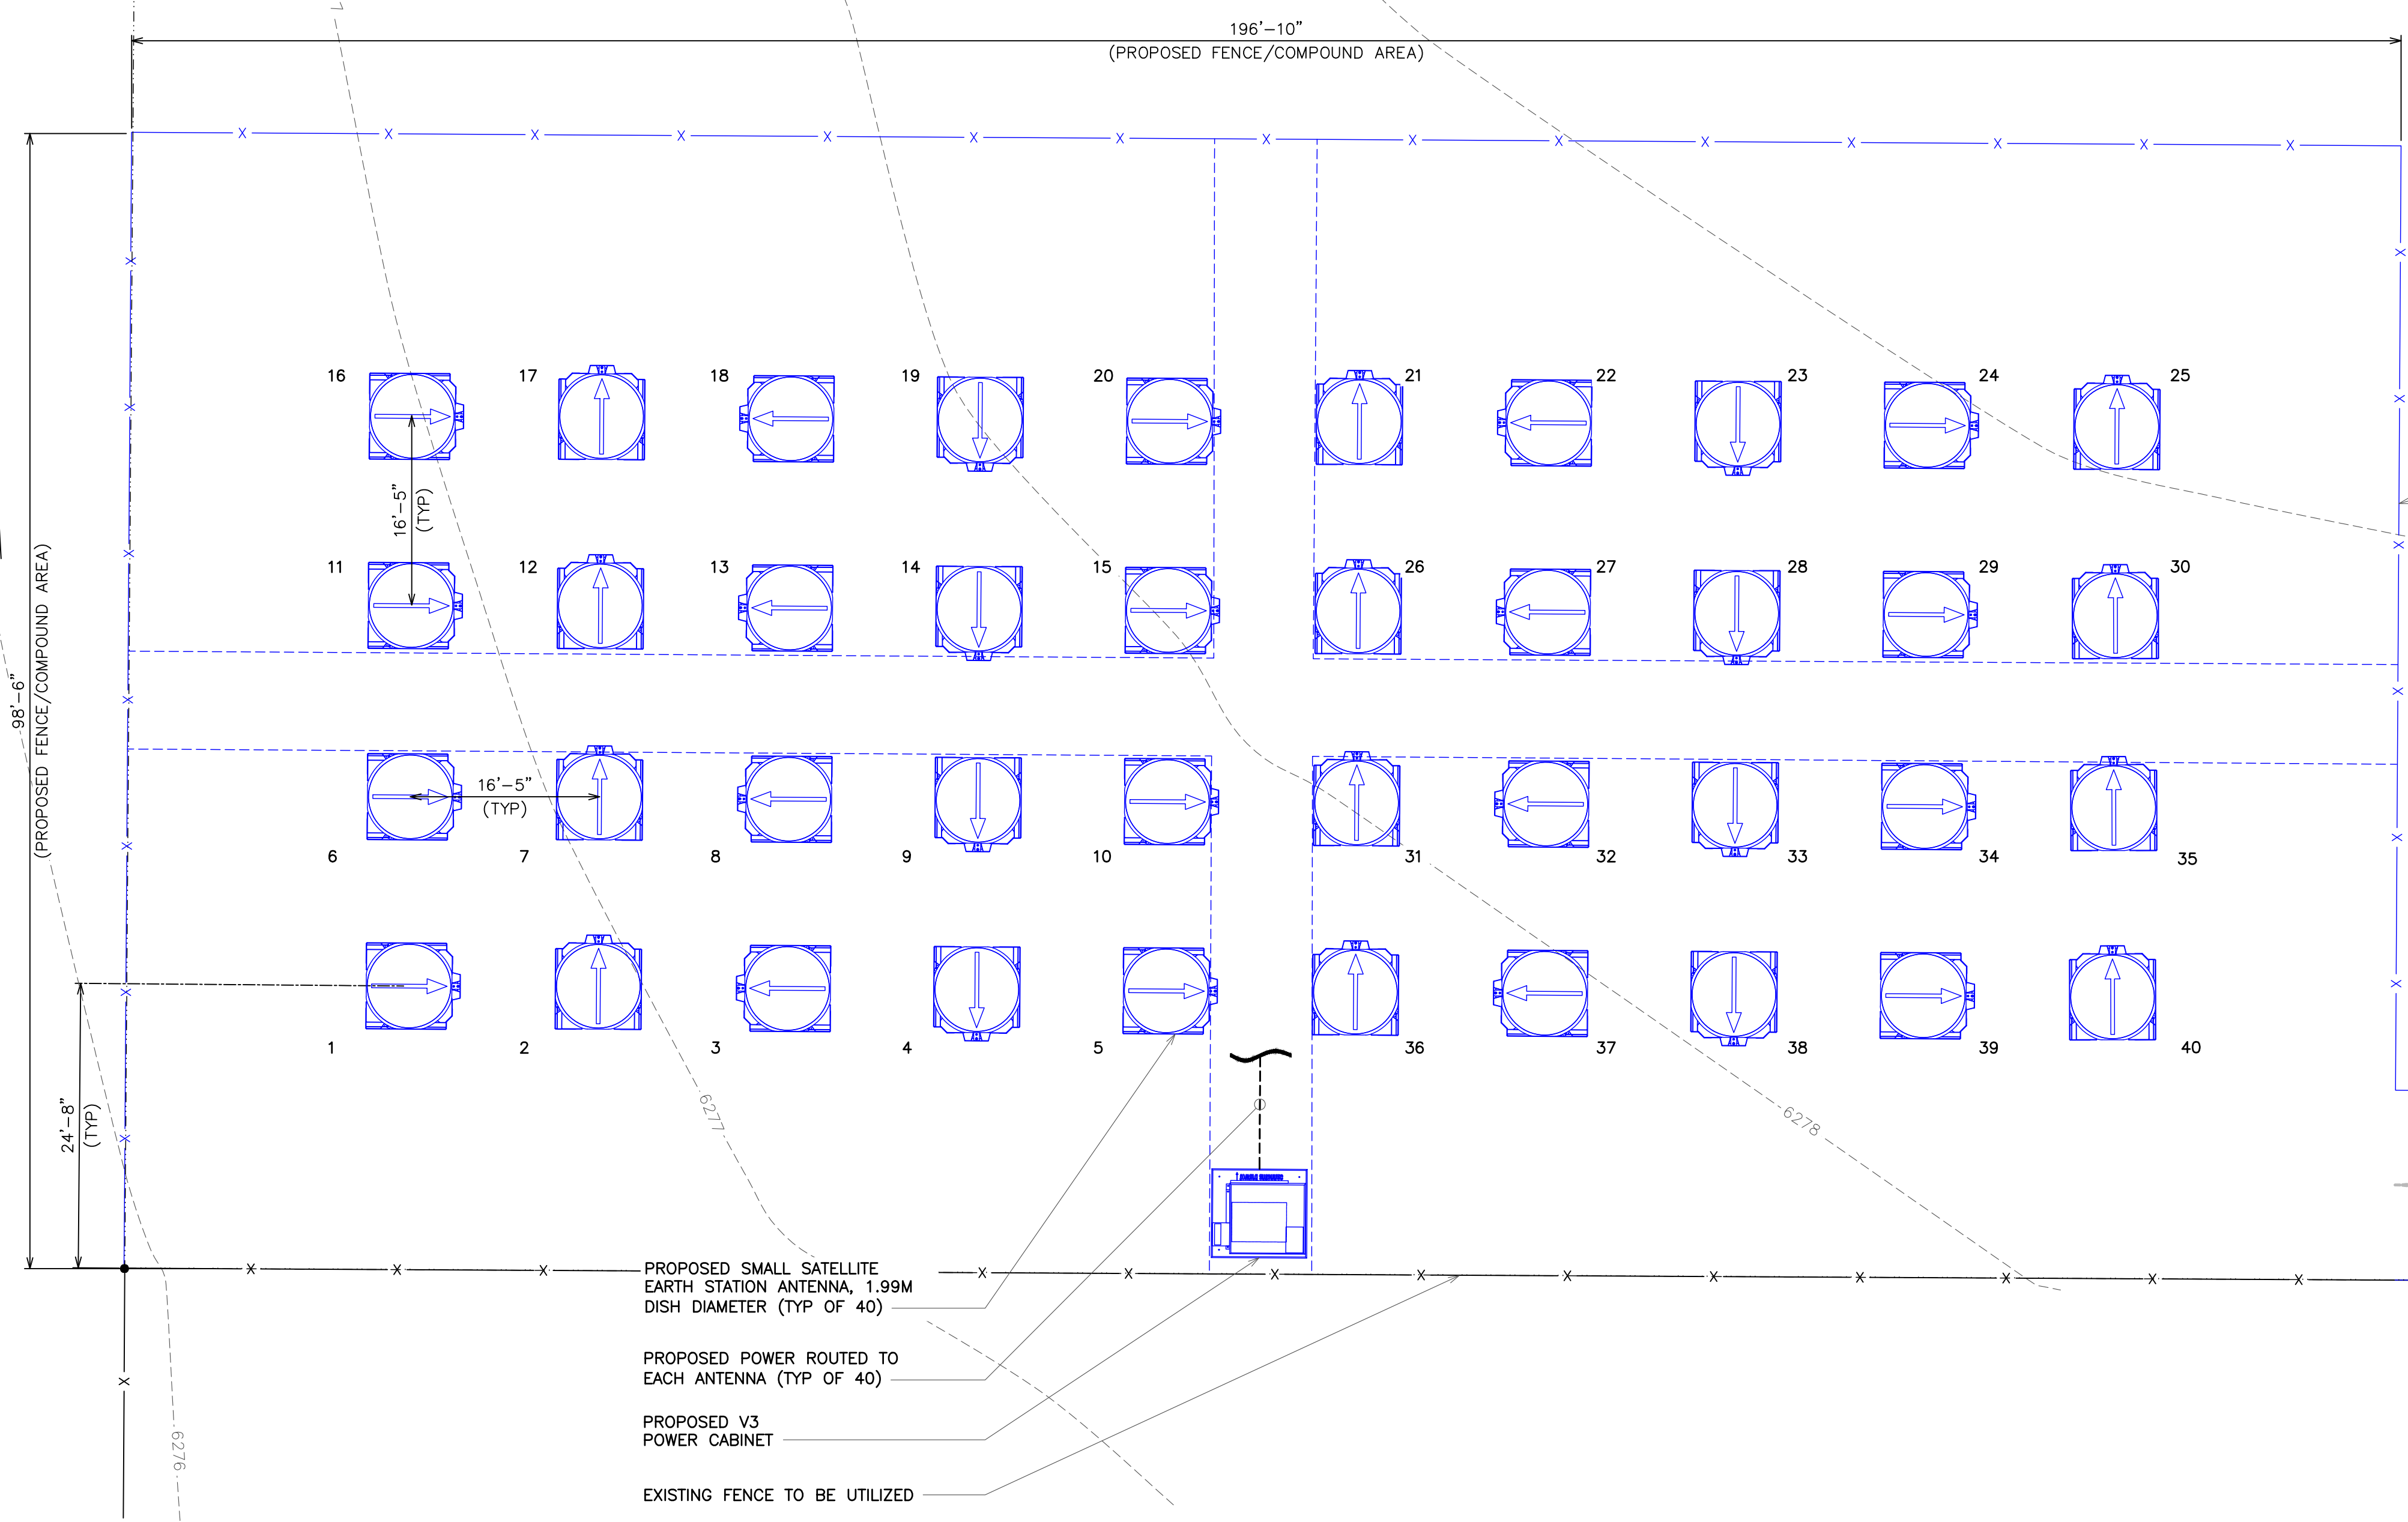 196'-10"
(PROPOSED FENCE/COMPOUND AREA)
7
16 17 18 19 20 21 22 23 24 25
16'-5"
(TYP)
11 12 13 14 15 26 27 28 29 30
98'-6"
(PROPOSED FENCE/COMPOUND AREA)
16'-5"
(TYP)
6 7 8 9 10 31 32 33 34 35
1 2 3 4 5 36 37 38 39 40
24'-8"
(TYP)
6277
6278
PROPOSED SMALL SATELLITE
EARTH STATION ANTENNA, 1.99M
DISH DIAMETER (TYP OF 40)
PROPOSED POWER ROUTED TO
EACH ANTENNA (TYP OF 40)
PROPOSED V3
POWER CABINET
6276
EXISTING FENCE TO BE UTILIZED